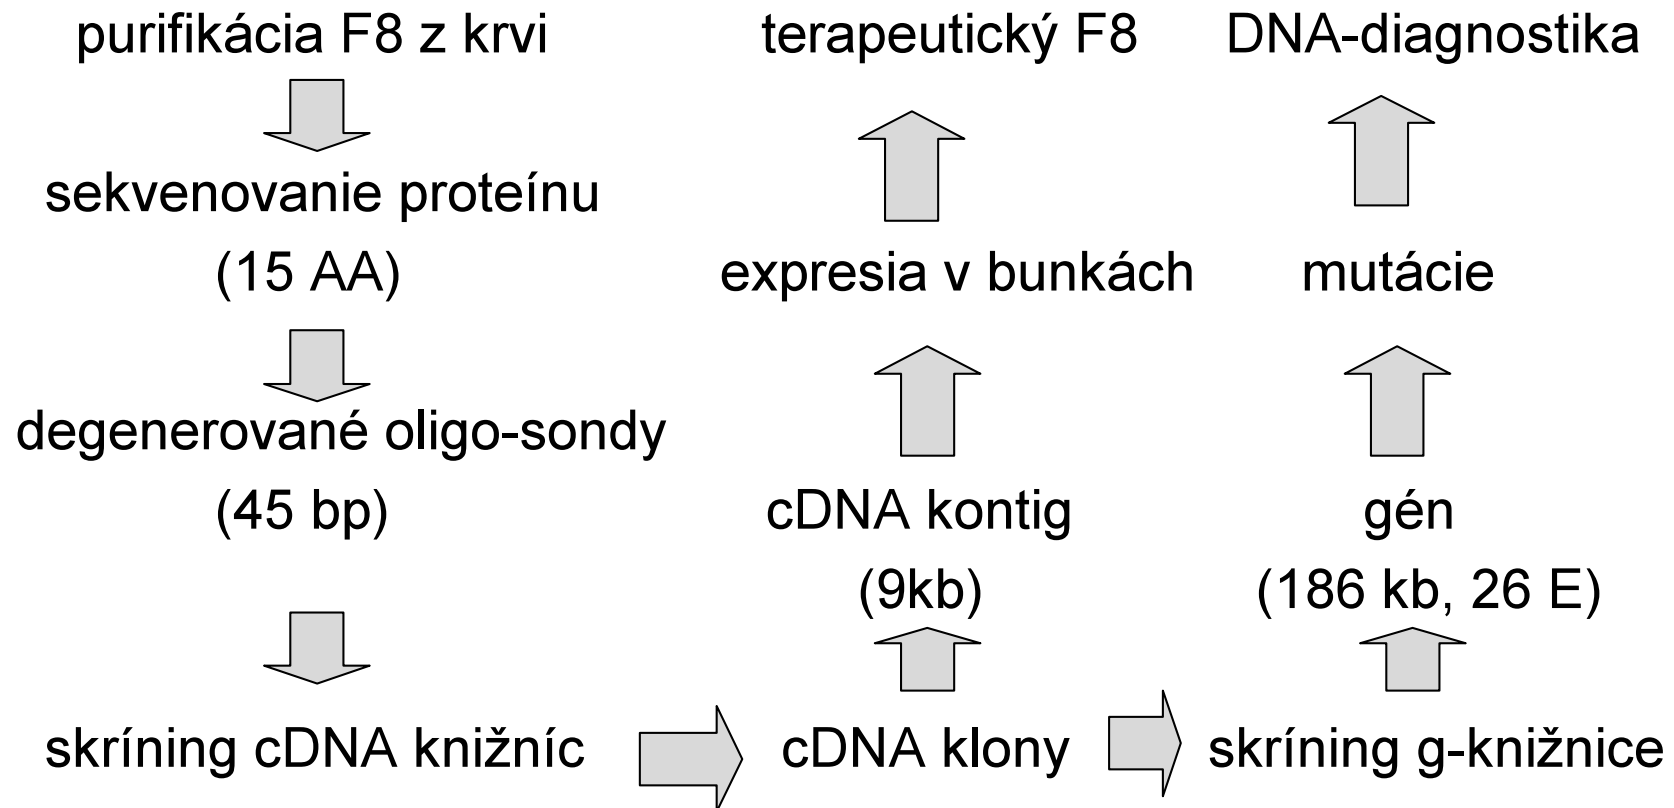 purifikácia F8 z krvi
sekvenovanie proteínu
(15 AA)
degenerované oligo-sondy
(45 bp)
skríning cDNA knižníc
terapeutický F8
expresia v bunkách
cDNA kontig
(9kb)
cDNA klony
DNA-diagnostika
mutácie
gén
(186 kb, 26 E)
skríning g-knižnice